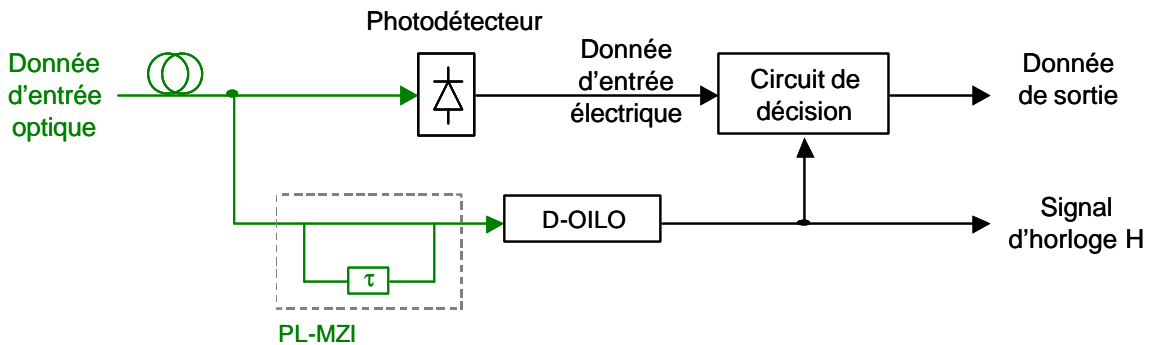 Photodétecteur
Donnée
d'entrée
optique
Donnée
d'entrée
électrique
Circuit de
décision
Donnée
de sortie
D-OILO
Signal
d'horloge H
τ
PL-MZI